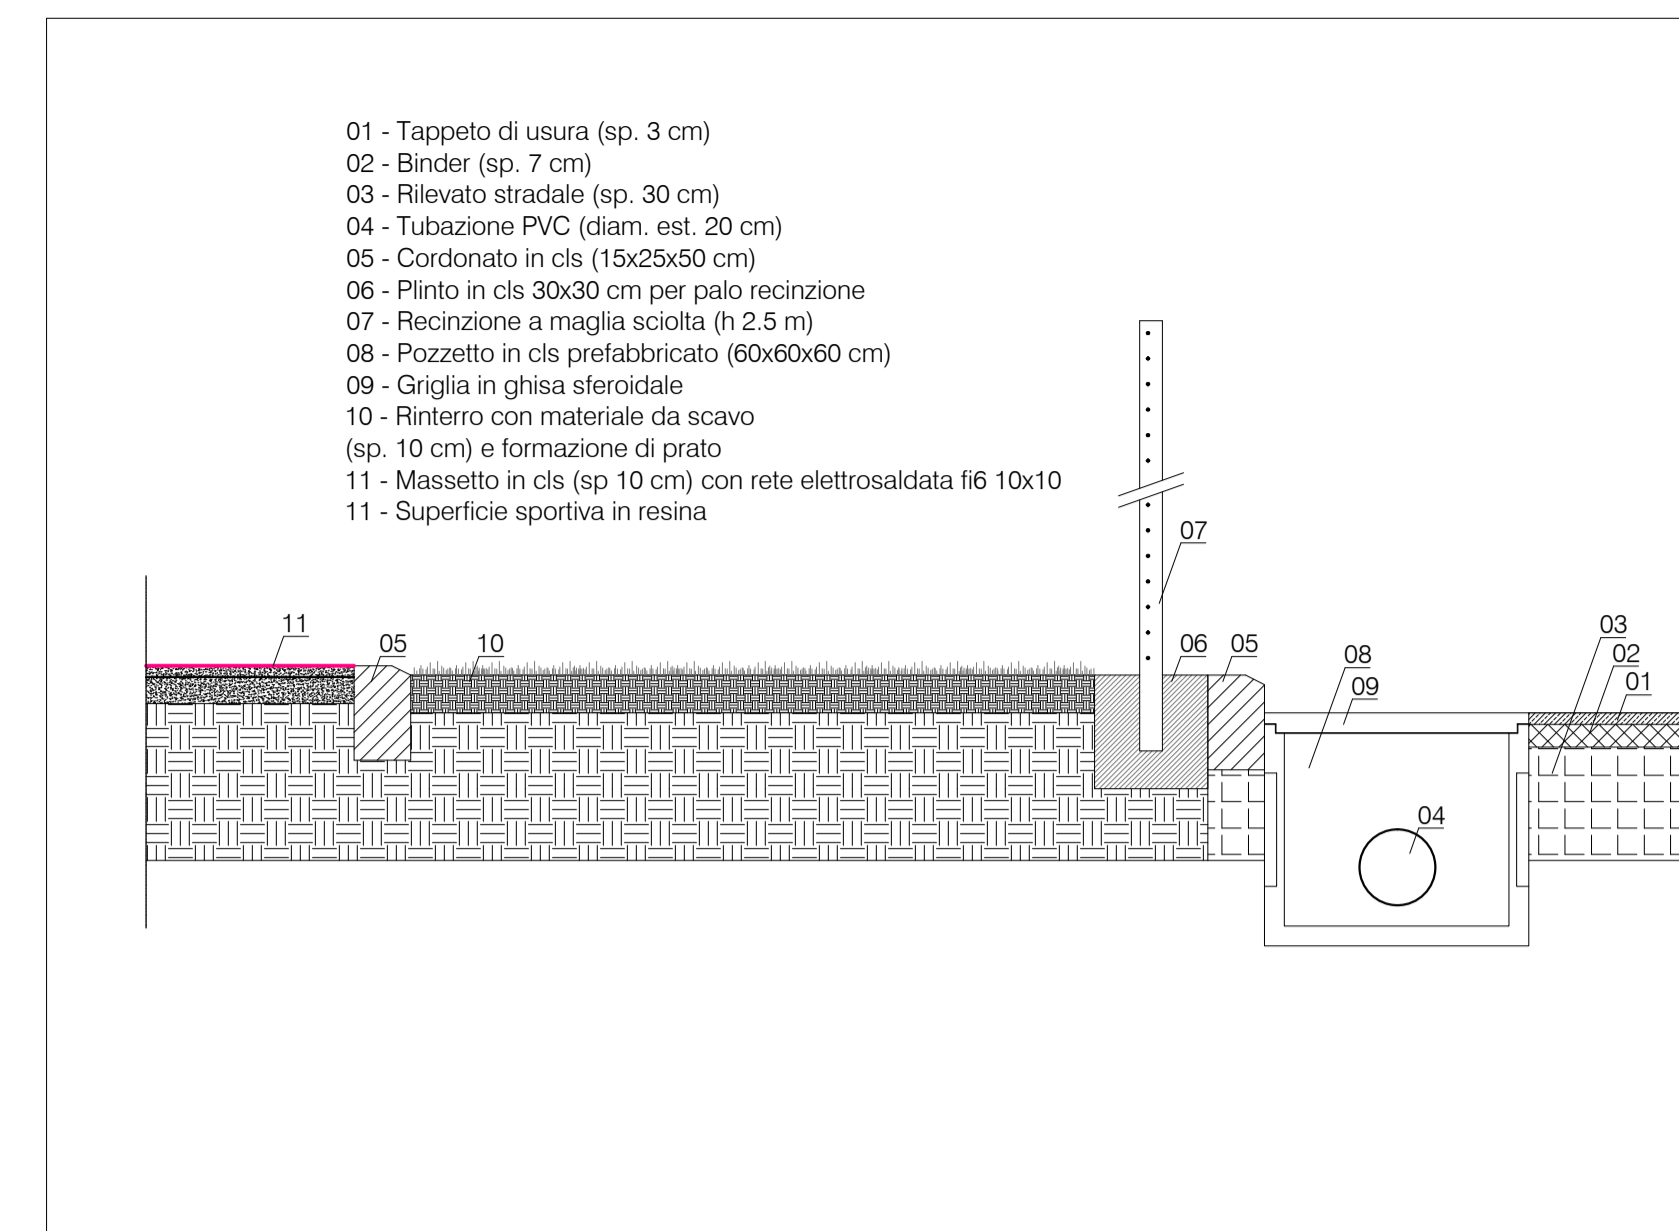 01 - Tappeto di usura (sp. 3 cm)
02 - Binder (sp. 7 cm)
03 - Rilevato stradale (sp. 30 cm)
04 - Tubazione PVC (diam. est. 20 cm)
05 - Cordonato in cls (15x25x50 cm)
06 - Plinto in cls 30x30 cm per palo recinzione
07 - Recinzione a maglia sciolta (h 2.5 m)
08 - Pozzetto in cls prefabbricato (60x60x60 cm)
09 - Griglia in ghisa sferoidale
10 - Rinterro con materiale da scavo
(sp. 10 cm) e formazione di prato
11 - Massetto in cls (sp 10 cm) con rete elettrosaldata fi6 10x10
11 - Superficie sportiva in resina
07
11
05
10
06
05
08
09
03
02
01
04